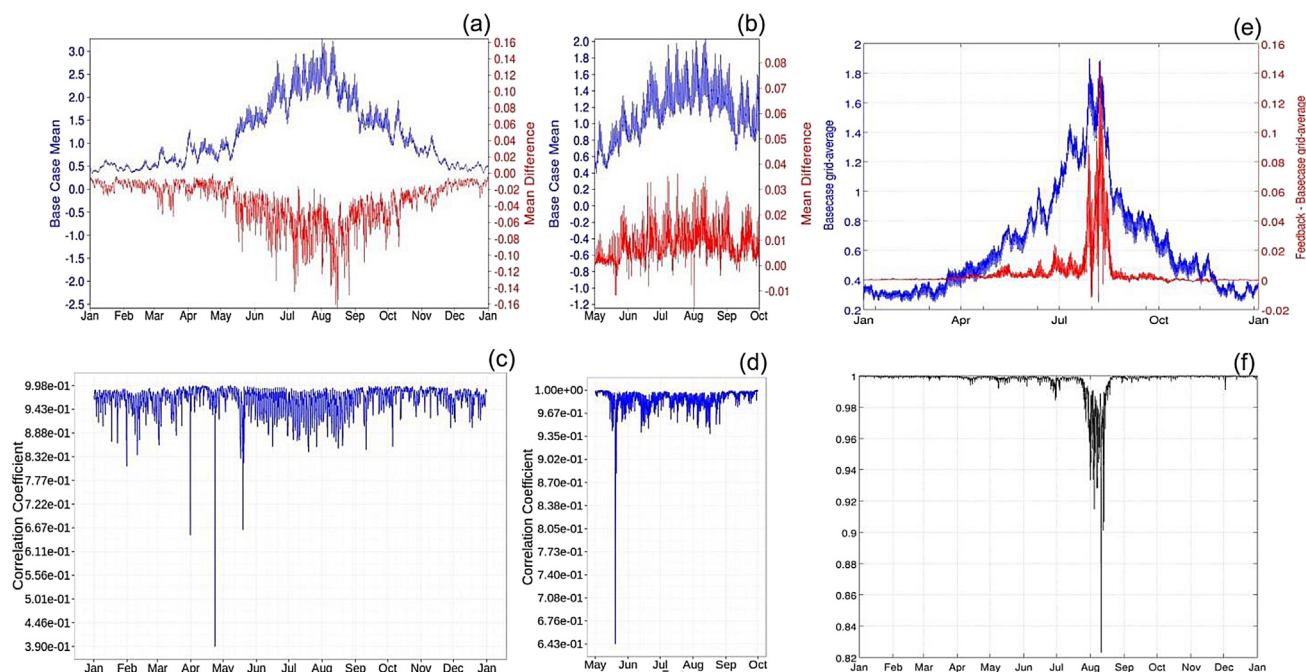 (a)
Base Case Mean
3.0
2.5
2.0
1.5
1.0
0.5
0.0
-0.5
-1.0
-1.5
-2.0
-2.5
0.16
0.14
0.12
0.10
0.08
0.06
0.04
0.02
0.00
-0.00
-0.02
-0.04
-0.06
-0.08
-0.10
-0.12
-0.14
-0.16
Mean Difference
Jan Feb Mar Apr May Jun Jul Aug Sep Oct Nov Dec Jan
(b)
Base Case Mean
2.0
1.8
1.6
1.4
1.2
1.0
0.8
0.6
0.4
0.2
0.0
-0.2
-0.4
-0.6
-0.8
-1.0
-1.2
0.08
0.07
0.06
0.05
0.04
0.03
0.02
0.01
0.00
-0.01
Mean Difference
May Jun Jul Aug Sep Oct
(e)
Basecase grid-average
2
1.8
1.6
1.4
1.2
1
0.8
0.6
0.4
0.2
0.16
0.14
0.12
0.10
0.08
0.06
0.04
0.02
0
-0.02
Feedback - Basecase grid-average
Jan Apr Jul Oct Jan
(c)
Correlation Coefficient
9.98e-01
9.43e-01
8.88e-01
8.32e-01
7.77e-01
7.22e-01
6.67e-01
6.11e-01
5.56e-01
5.01e-01
4.46e-01
3.90e-01
Jan Feb Mar Apr May Jun Jul Aug Sep Oct Nov Dec Jan
(d)
Correlation Coefficient
1.00e+00
9.67e-01
9.35e-01
9.02e-01
8.70e-01
8.38e-01
8.05e-01
7.73e-01
7.40e-01
7.08e-01
6.76e-01
6.43e-01
May Jun Jul Aug Sep Oct
(f)
1
0.98
0.96
0.94
0.92
0.9
0.88
0.86
0.84
0.82
Jan Feb Mar Apr May Jun Jul Aug Sep Oct Nov Dec Jan